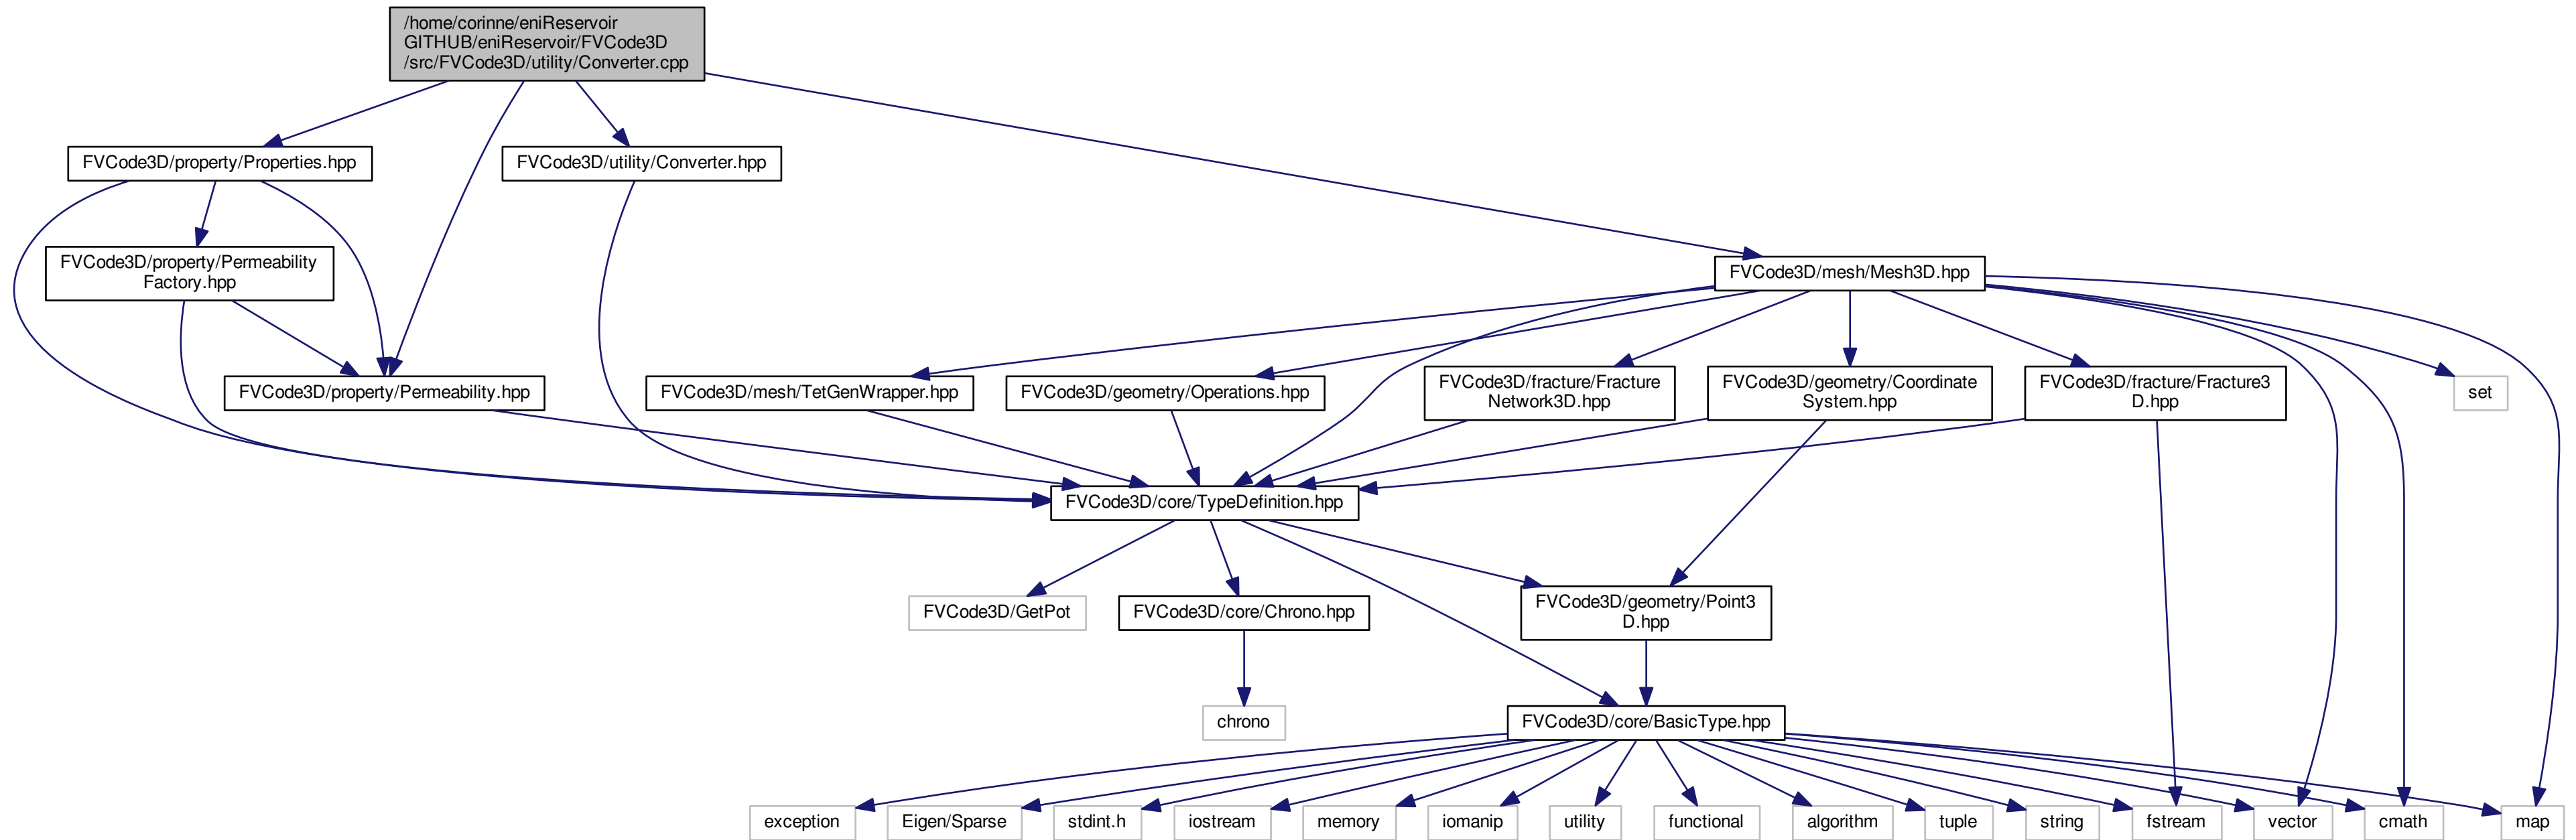 /home/corinne/eniReservoir
GITHUB/eniReservoir/FVCode3D
/src/FVCode3D/utility/Converter.cpp
FVCode3D/property/Properties.hpp
FVCode3D/utility/Converter.hpp
FVCode3D/property/Permeability
Factory.hpp
FVCode3D/mesh/Mesh3D.hpp
FVCode3D/property/Permeability.hpp
FVCode3D/mesh/TetGenWrapper.hpp
FVCode3D/geometry/Operations.hpp
FVCode3D/fracture/Fracture
Network3D.hpp
FVCode3D/geometry/Coordinate
System.hpp
FVCode3D/fracture/Fracture3
D.hpp
set
FVCode3D/core/TypeDefinition.hpp
FVCode3D/GetPot
FVCode3D/core/Chrono.hpp
FVCode3D/geometry/Point3
D.hpp
chrono
FVCode3D/core/BasicType.hpp
exception
Eigen/Sparse
stdint.h
iostream
memory
iomanip
utility
functional
algorithm
tuple
string
fstream
vector
cmath
map